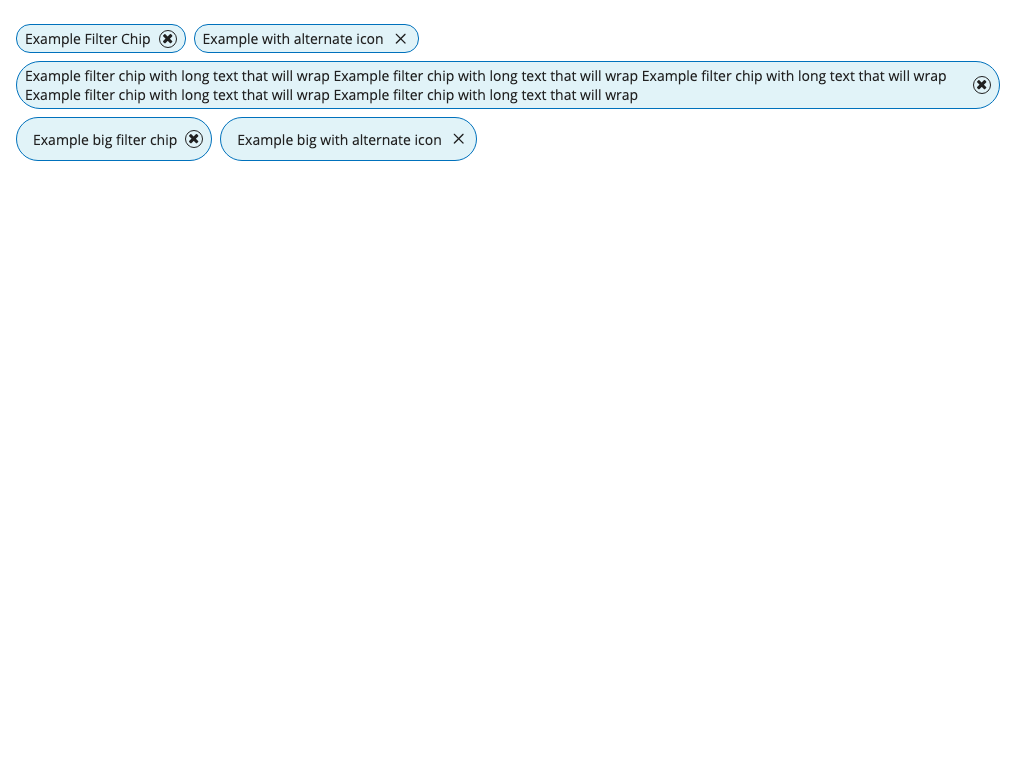 Example Filter Chip
Example with alternate icon
Example filter chip with long text that will wrap Example filter chip with long text that will wrap Example filter chip with long text that will wrap
Example filter chip with long text that will wrap Example filter chip with long text that will wrap
Example big filter chip
Example big with alternate icon